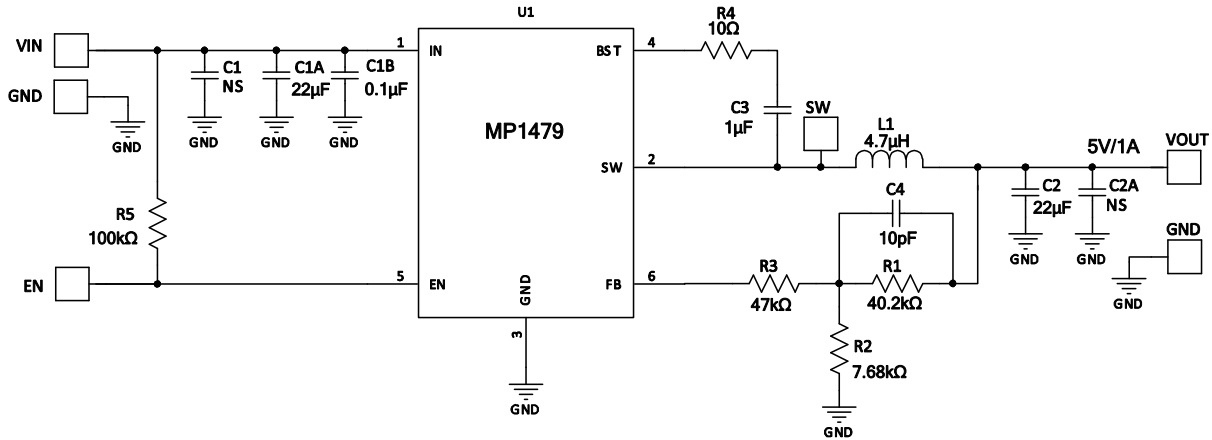 U1
VIN
GND
GND
1
IN
C1
NS
GND
C1A
22µF
GND
C1B
0.1µF
GND
R5
100kΩ
EN
5
EN
MP1479
GND
3
GND
BST
4
R4
10Ω
C3
1µF
SW
2
SW
L1
4.7µH
5V/1A
VOUT
C4
10pF
C2
22µF
GND
C2A
NS
GND
GND
GND
FB
6
R3
47kΩ
R1
40.2kΩ
R2
7.68kΩ
GND